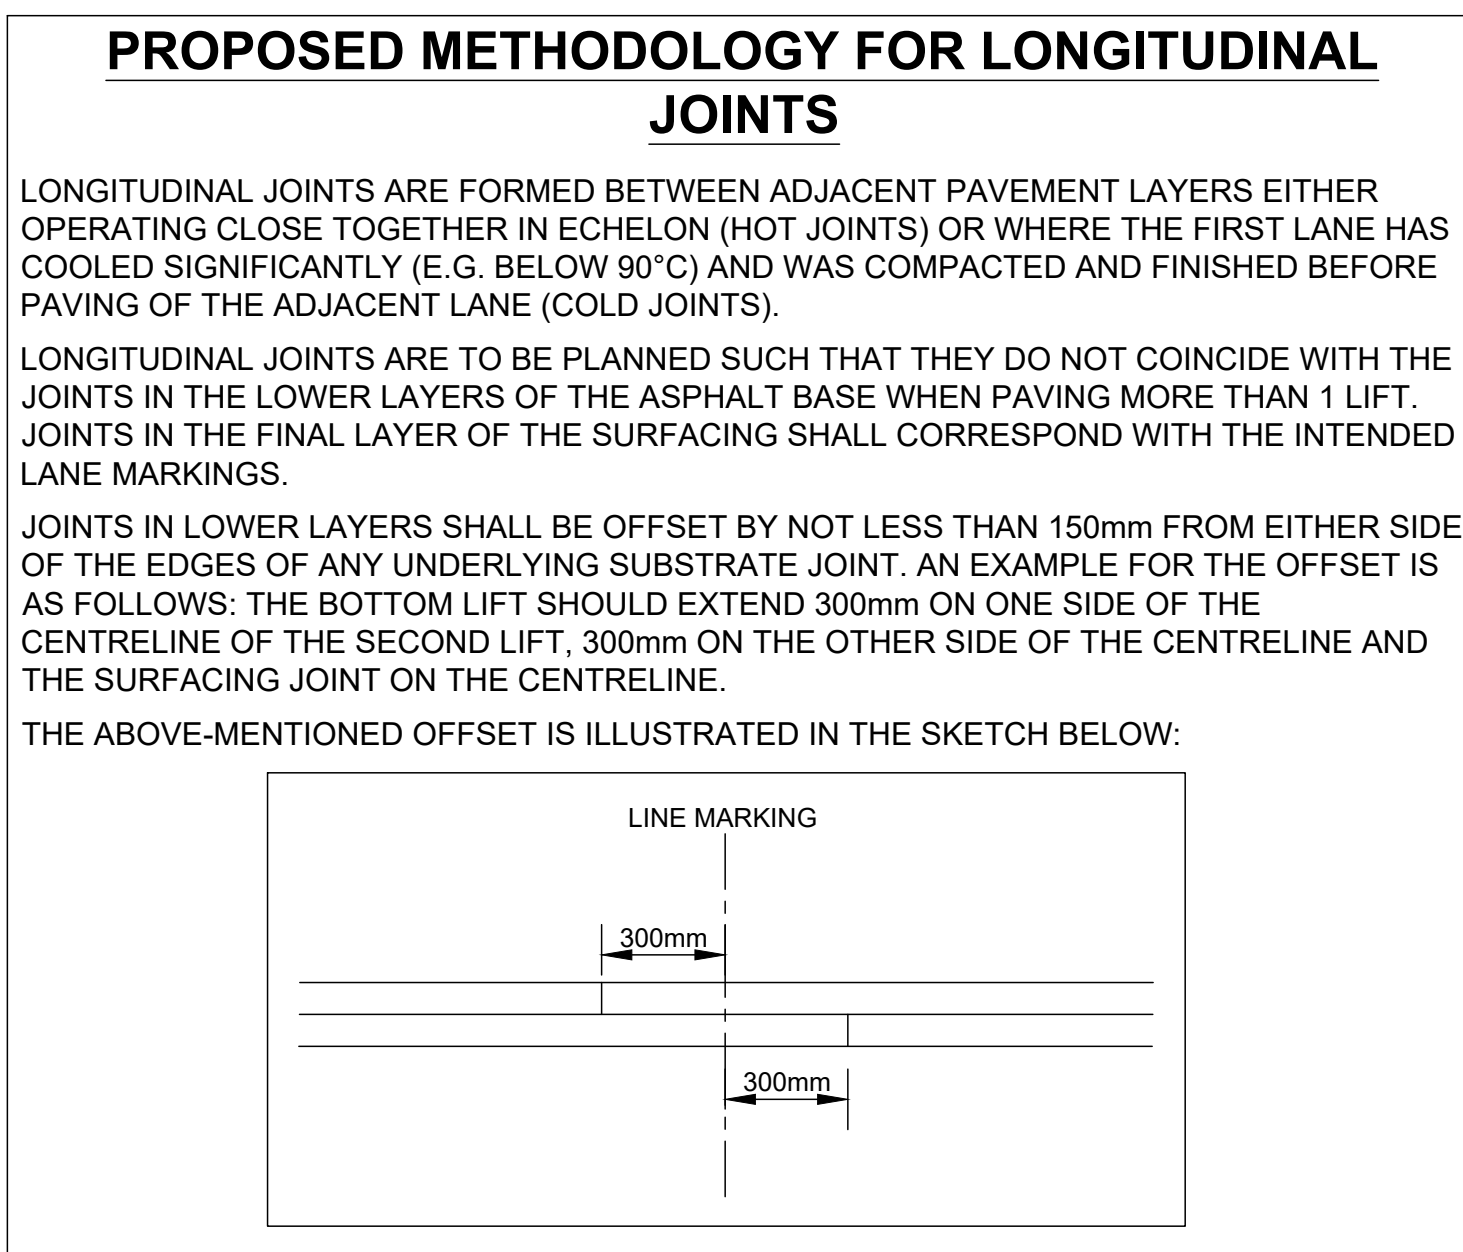 PROPOSED METHODOLOGY FOR LONGITUDINAL
JOINTS
LONGITUDINAL JOINTS ARE FORMED BETWEEN ADJACENT PAVEMENT LAYERS EITHER
OPERATING CLOSE TOGETHER IN ECHELON (HOT JOINTS) OR WHERE THE FIRST LANE HAS
COOLED SIGNIFICANTLY (E.G. BELOW 90°C) AND WAS COMPACTED AND FINISHED BEFORE
PAVING OF THE ADJACENT LANE (COLD JOINTS).
LONGITUDINAL JOINTS ARE TO BE PLANNED SUCH THAT THEY DO NOT COINCIDE WITH THE
JOINTS IN THE LOWER LAYERS OF THE ASPHALT BASE WHEN PAVING MORE THAN 1 LIFT.
JOINTS IN THE FINAL LAYER OF THE SURFACING SHALL CORRESPOND WITH THE INTENDED
LANE MARKINGS.
JOINTS IN LOWER LAYERS SHALL BE OFFSET BY NOT LESS THAN 150mm FROM EITHER SIDE
OF THE EDGES OF ANY UNDERLYING SUBSTRATE JOINT. AN EXAMPLE FOR THE OFFSET IS
AS FOLLOWS: THE BOTTOM LIFT SHOULD EXTEND 300mm ON ONE SIDE OF THE
CENTRELINE OF THE SECOND LIFT, 300mm ON THE OTHER SIDE OF THE CENTRELINE AND
THE SURFACING JOINT ON THE CENTRELINE.
THE ABOVE-MENTIONED OFFSET IS ILLUSTRATED IN THE SKETCH BELOW:
LINE MARKING
300mm
300mm